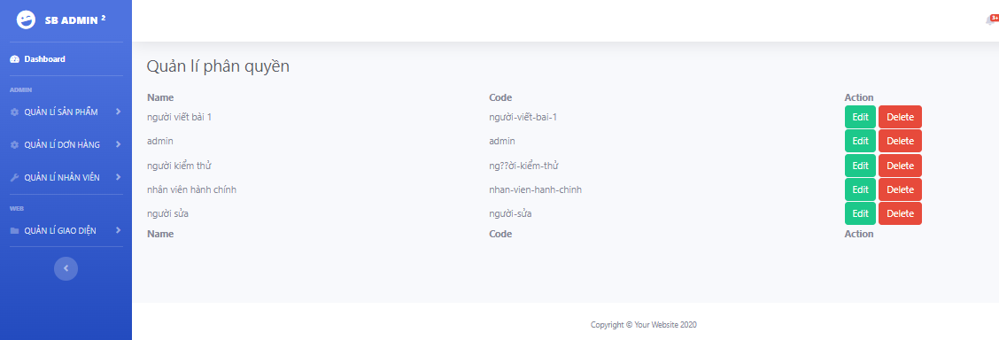 SB ADMIN 2
3+
Dashboard
Quản lí phân quyền
ADMIN
Name Code Action
QUẢN LÍ SẢN PHẨM
người viết bài 1 người-viết-bai-1 Edit Delete
admin admin Edit Delete
QUẢN LÍ DƠN HÀNG
người kiểm thử ng??ời-kiểm-thử Edit Delete
QUẢN LÍ NHÂN VIÊN
nhân viên hành chính nhan-vien-hanh-chinh Edit Delete
WEB
người sửa người-sửa Edit Delete
QUẢN LÍ GIAO DIỆN
Name Code Action
Copyright © Your Website 2020